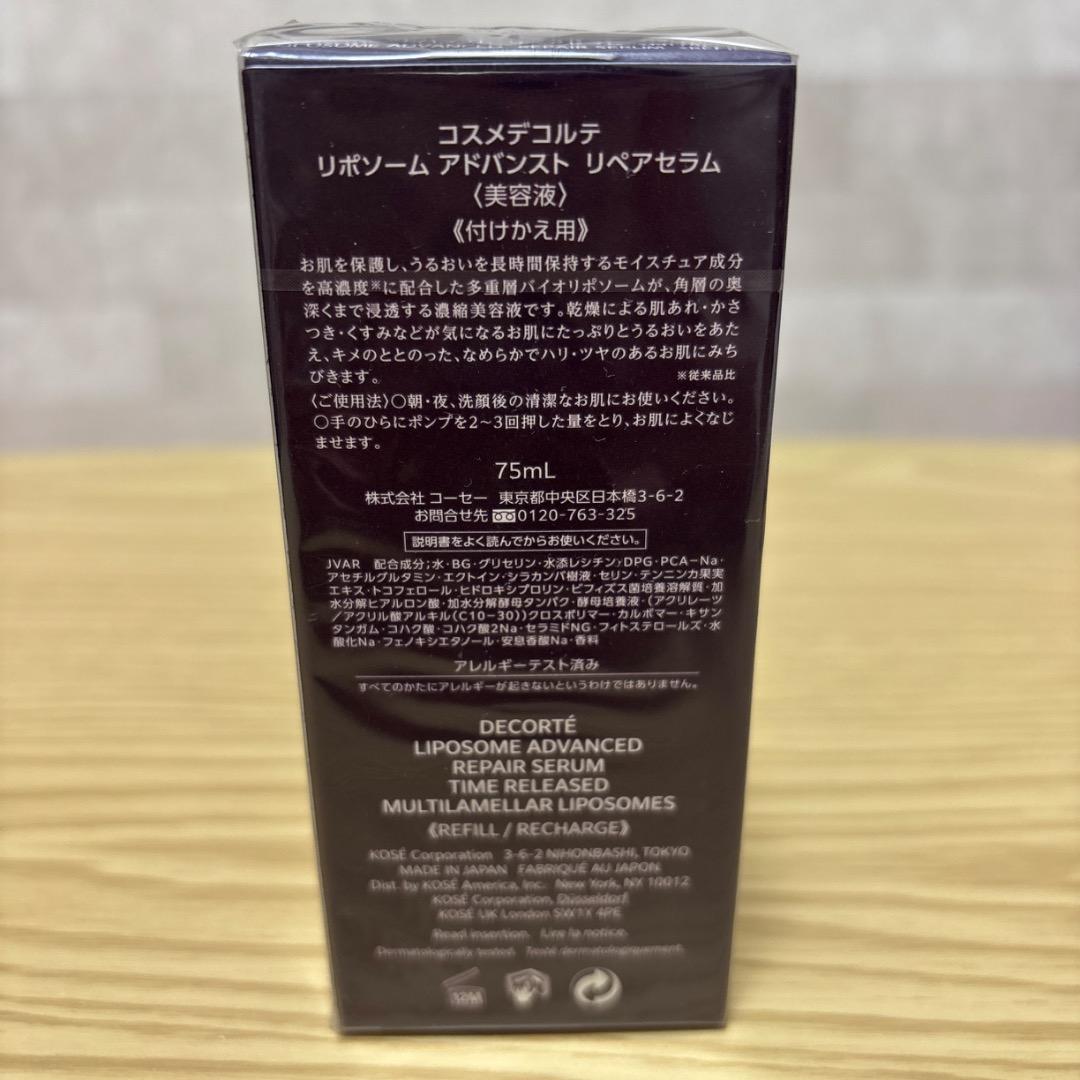 LIPOSOME ADVANCED REPAIR SERUM
コスメデコルテ
リポソーム アドバンスト リペアセラム
〈美容液〉
《付けかえ用》
お肌を保護し、うるおいを長時間保持するモイスチュア成分
を高濃度※に配合した多重層バイオリポソームが、角層の奥
深くまで浸透する濃縮美容液です。乾燥による肌あれ・かさ
つき・くすみなどが気になるお肌にたっぷりとうるおいをあた
え、キメのととのった、なめらかでハリ・ツヤのあるお肌にみち
びきます。 ※従来品比
〈ご使用法〉○朝・夜、洗顔後の清潔なお肌にお使いください。
○手のひらにポンプを2〜3回押した量をとり、お肌によくなじ
ませます。
75mL
株式会社 コーセー 東京都中央区日本橋3-6-2
お問合せ先 0120-763-325
説明書をよく読んでからお使いください。
JVAR 配合成分；水・BG・グリセリン・水添レシチン・DPG・PCA-Na・
アセチルグルタミン・エクトイン・シラカンバ樹液・セリン・テンニンカ果実
エキス・トコフェロール・ヒドロキシプロリン・ビフィズス菌培養溶解質・加
水分解ヒアルロン酸・加水分解酵母タンパク・酵母培養液・(アクリレーツ
/アクリル酸アルキル(C10-30))クロスポリマー・カルボマー・キサン
タンガム・コハク酸・コハク酸2Na・セラミドNG・フィトステロールズ・水
酸化Na・フェノキシエタノール・安息香酸Na・香料
アレルギーテスト済み
すべてのかたにアレルギーが起きないというわけではありません。
DECORTÉ
LIPOSOME ADVANCED
REPAIR SERUM
TIME RELEASED
MULTILAMELLAR LIPOSOMES
《REFILL / RECHARGE》
KOSÉ Corporation 3-6-2 NIHONBASHI, TOKYO
MADE IN JAPAN FABRIQUÉ AU JAPON
Dist. by KOSÉ America, Inc. New York, NY 10012
KOSÉ Corporation, Düsseldorf
KOSÉ UK London SW1X 4PE
Read insertion. Lire la notice.
Dermatologically tested. Testé dermatologiquement.